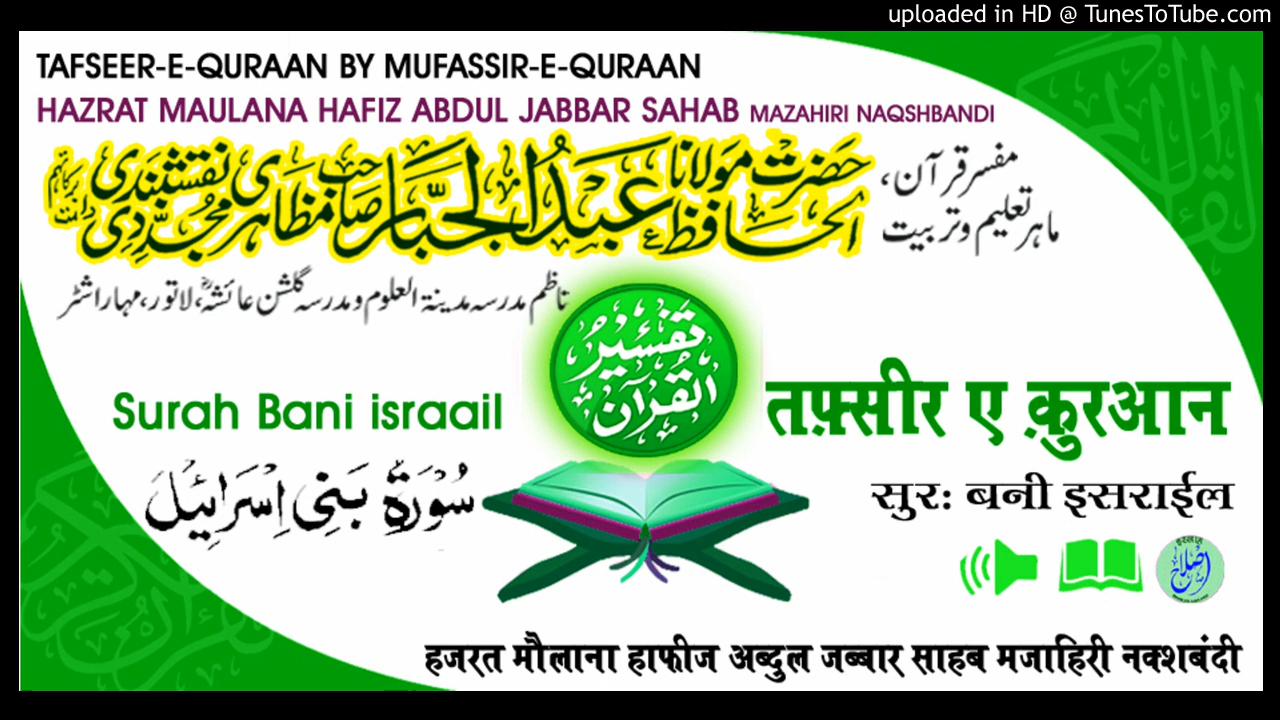 uploaded in HD @ TunesToTube.com
TAFSEER-E-QURAAN BY MUFASSIR-E-QURAAN
HAZRAT MAULANA HAFIZ ABDUL JABBAR SAHAB MAZAHIRI NAQSHBANDI
مفسر قرآن،
ماہر تعلیم و تربیت
حضرت مولانا الحافظ عبدالجبار صاحب مظاہری نقشبندی مجددی
ناظم مدرسہ مدینۃ العلوم و مدرسہ گلشن عائشہؓ، لاتور، مہاراشٹر
تفسیر
القرآن
Surah Bani israail
سُورَة بَنِی اِسْرَائِیْلَ
तफ़्सीर ए क़ुरआन
सुर: बनी इसराईल
اصلاح
हजरत मौलाना हाफीज अब्दुल जब्बार साहब मजाहिरी नक्शबंदी